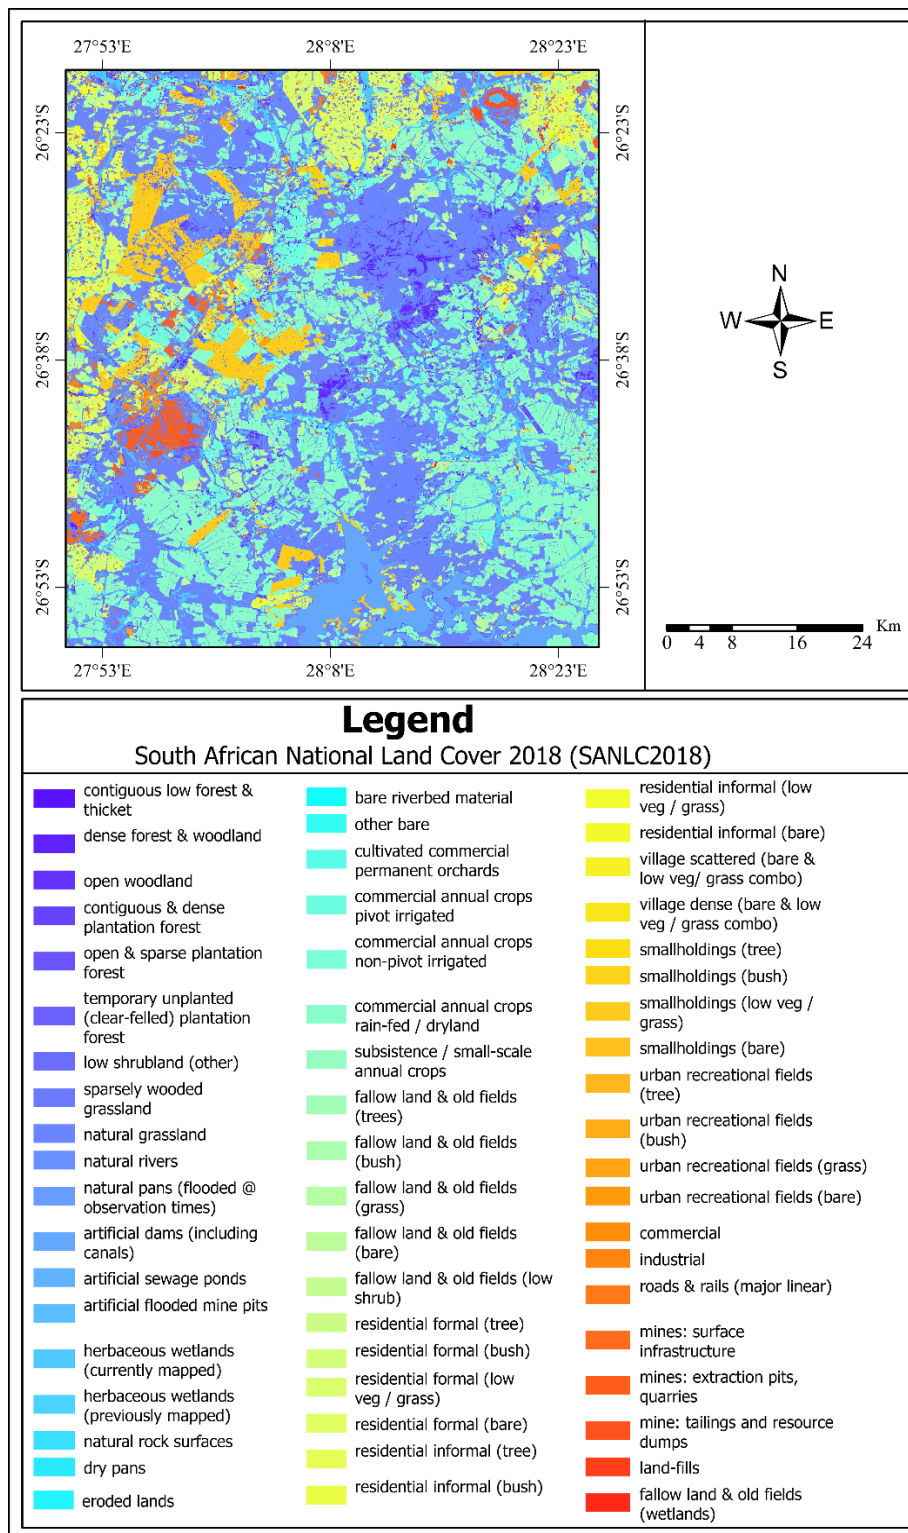 27°53'E 28°8'E 28°23'E
26°23'S 26°23'S
N
W E
S
26°38'S 26°38'S
26°53'S 26°53'S
Km
0 4 8 16 24
27°53'E 28°8'E 28°23'E
Legend
South African National Land Cover 2018 (SANLC2018)
contiguous low forest &
thicket
dense forest & woodland
open woodland
contiguous & dense
plantation forest
open & sparse plantation
forest
temporary unplanted
(clear-felled) plantation
forest
low shrubland (other)
sparsely wooded
grassland
natural grassland
natural rivers
natural pans (flooded @
observation times)
artificial dams (including
canals)
artificial sewage ponds
artificial flooded mine pits
herbaceous wetlands
(currently mapped)
herbaceous wetlands
(previously mapped)
natural rock surfaces
dry pans
eroded lands
bare riverbed material
other bare
cultivated commercial
permanent orchards
commercial annual crops
pivot irrigated
commercial annual crops
non-pivot irrigated
commercial annual crops
rain-fed / dryland
subsistence / small-scale
annual crops
fallow land & old fields
(trees)
fallow land & old fields
(bush)
fallow land & old fields
(grass)
fallow land & old fields
(bare)
fallow land & old fields (low
shrub)
residential formal (tree)
residential formal (bush)
residential formal (low
veg / grass)
residential formal (bare)
residential informal (tree)
residential informal (bush)
residential informal (low
veg / grass)
residential informal (bare)
village scattered (bare &
low veg/ grass combo)
village dense (bare & low
veg / grass combo)
smallholdings (tree)
smallholdings (bush)
smallholdings (low veg /
grass)
smallholdings (bare)
urban recreational fields
(tree)
urban recreational fields
(bush)
urban recreational fields (grass)
urban recreational fields (bare)
commercial
industrial
roads & rails (major linear)
mines: surface
infrastructure
mines: extraction pits,
quarries
mine: tailings and resource
dumps
land-fills
fallow land & old fields
(wetlands)